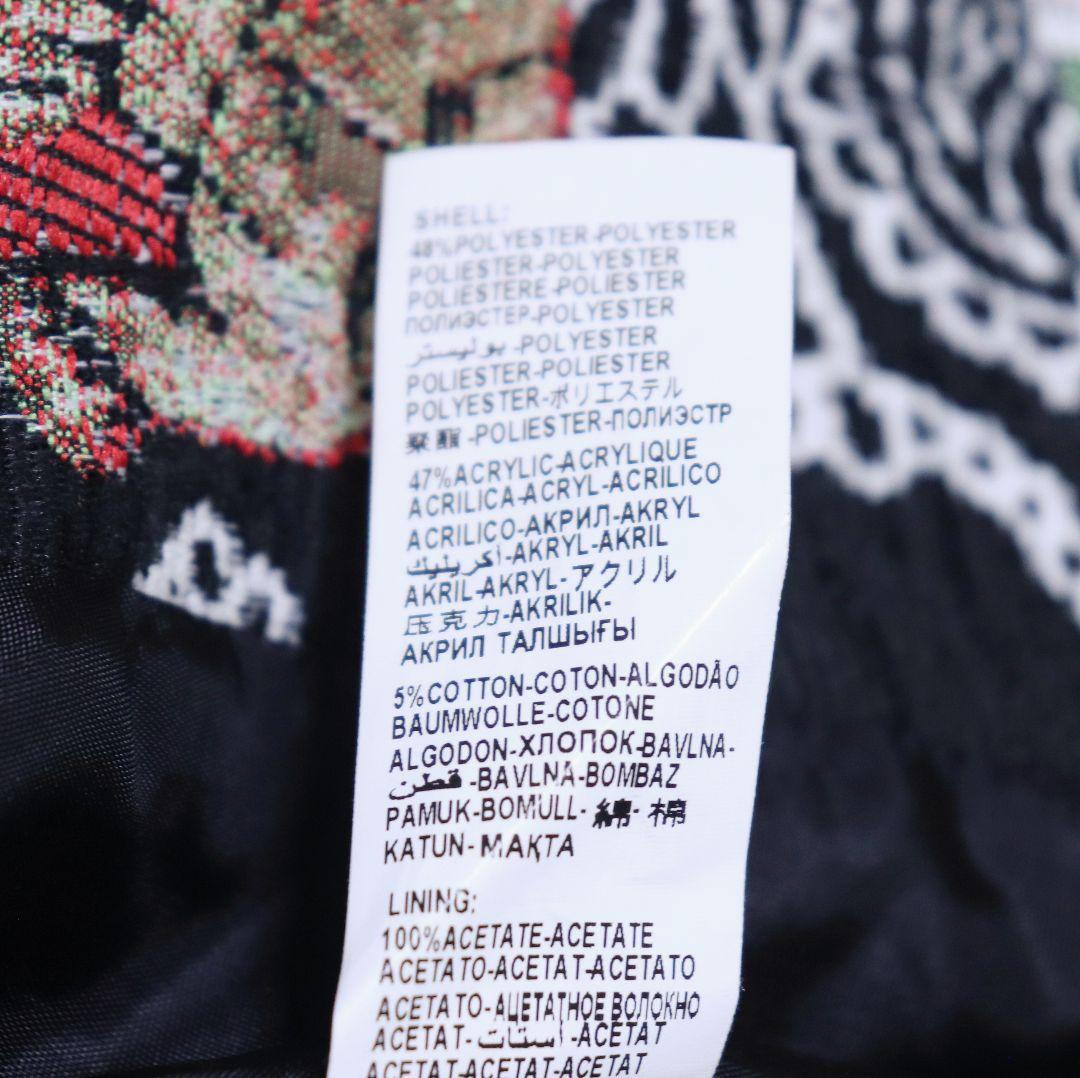 SHELL:
48%POLYESTER-POLYESTER
POLIESTER-POLYESTER
POLIESTERE-POLIESTER
ПОЛИЭСТЕР-POLYESTER
بوليستر -POLYESTER
POLIESTER-POLIESTER
POLYESTER-ポリエステル
聚酯-POLIESTER-ПОЛИЭСТР
47%ACRYLIC-ACRYLIQUE
ACRILICA-ACRYL-ACRILICO
ACRILICO-АКРИЛ-AKRYL
أكريليك-AKRYL-AKRIL
AKRIL-AKRYL-アクリル
压克力-AKRILIK-
АКРИЛ ТАЛШЫҒЫ
5%COTTON-COTON-ALGODÃO
BAUMWOLLE-COTONE
ALGODON-ХЛОПОК-BAVLNA-
قطن -BAVLNA-BOMBAZ
PAMUK-BOMULL-綿-棉
KATUN-МАҚТА
LINING:
100%ACETATE-ACETATE
ACETATO-ACETAT-ACETATO
ACETATO-АЦЕТАТНОЕ ВОЛОКНО
ACETAT-أستات-ACETAT
ACETAT-ACETAT-ACETAT